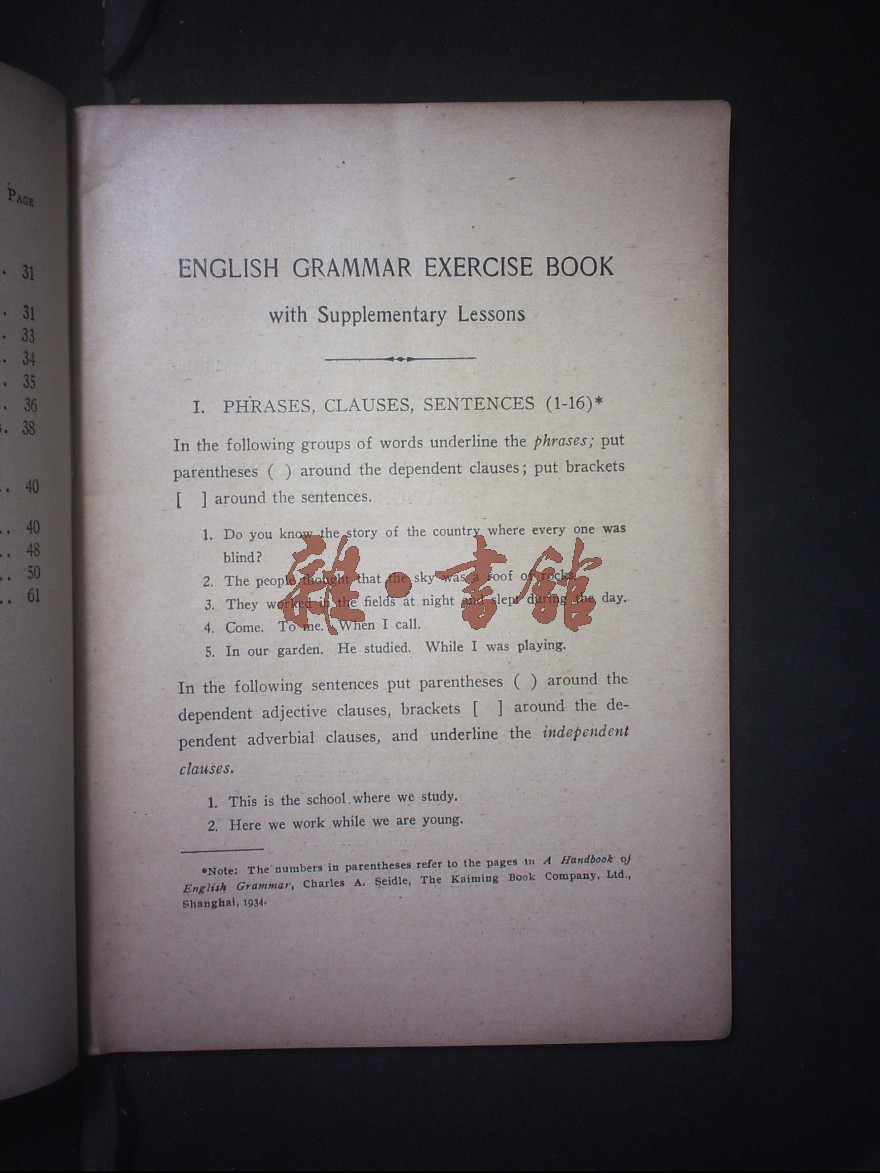 PAGE
. 31
. 31
. 33
. 34
. 35
. 36
. 38
.. 40
.. 40
.. 48
.. 50
.. 61
ENGLISH GRAMMAR EXERCISE BOOK
with Supplementary Lessons
I. PHRASES, CLAUSES, SENTENCES (1-16)*
In the following groups of words underline the phrases; put
parentheses ( ) around the dependent clauses; put brackets
[ ] around the sentences.
1. Do you know the story of the country where every one was
blind?
2. The people thought that the sky was a roof of rocks.
3. They worked in the fields at night and slept during the day.
4. Come. To me. When I call.
5. In our garden. He studied. While I was playing.
In the following sentences put parentheses ( ) around the
dependent adjective clauses, brackets [ ] around the de-
pendent adverbial clauses, and underline the independent
clauses.
1. This is the school where we study.
2. Here we work while we are young.
*Note: The numbers in parentheses refer to the pages in A Handbook of
English Grammar, Charles A. Seidle, The Kaiming Book Company, Ltd.,
Shanghai, 1934.
雜·書館